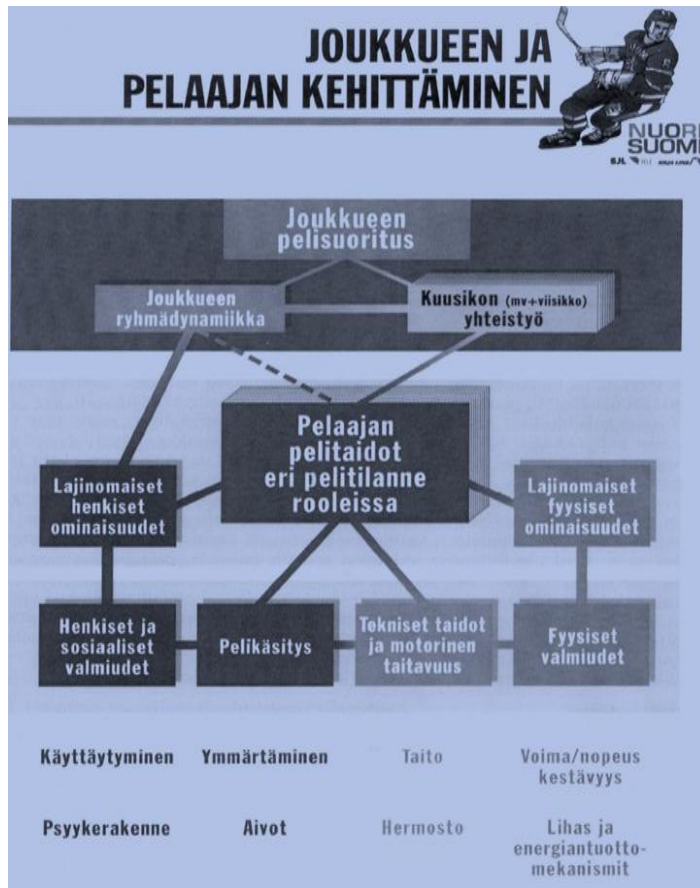 JOUKKUEEN JA
PELAAJAN KEHITTÄMINEN
NUORI
SUOMI
SJL
Joukkueen
pelisuoritus
Joukkueen
ryhmädynamiikka
Kuusikon (mv+viisikko)
yhteistyö
Pelaajan
pelitaidot
eri pelitilanne
rooleissa
Lajinomaiset
henkiset
ominaisuudet
Lajinomaiset
fyysiset
ominaisuudet
Henkiset ja
sosiaaliset
valmiudet
Pelikäsitys
Tekniset taidot
ja motorinen
taitavuus
Fyysiset
valmiudet
Käyttäytyminen
Ymmärtäminen
Taito
Voima/nopeus
kestävyys
Psyykerakenne
Aivot
Hermosto
Lihas ja
energiantuotto-
mekanismit